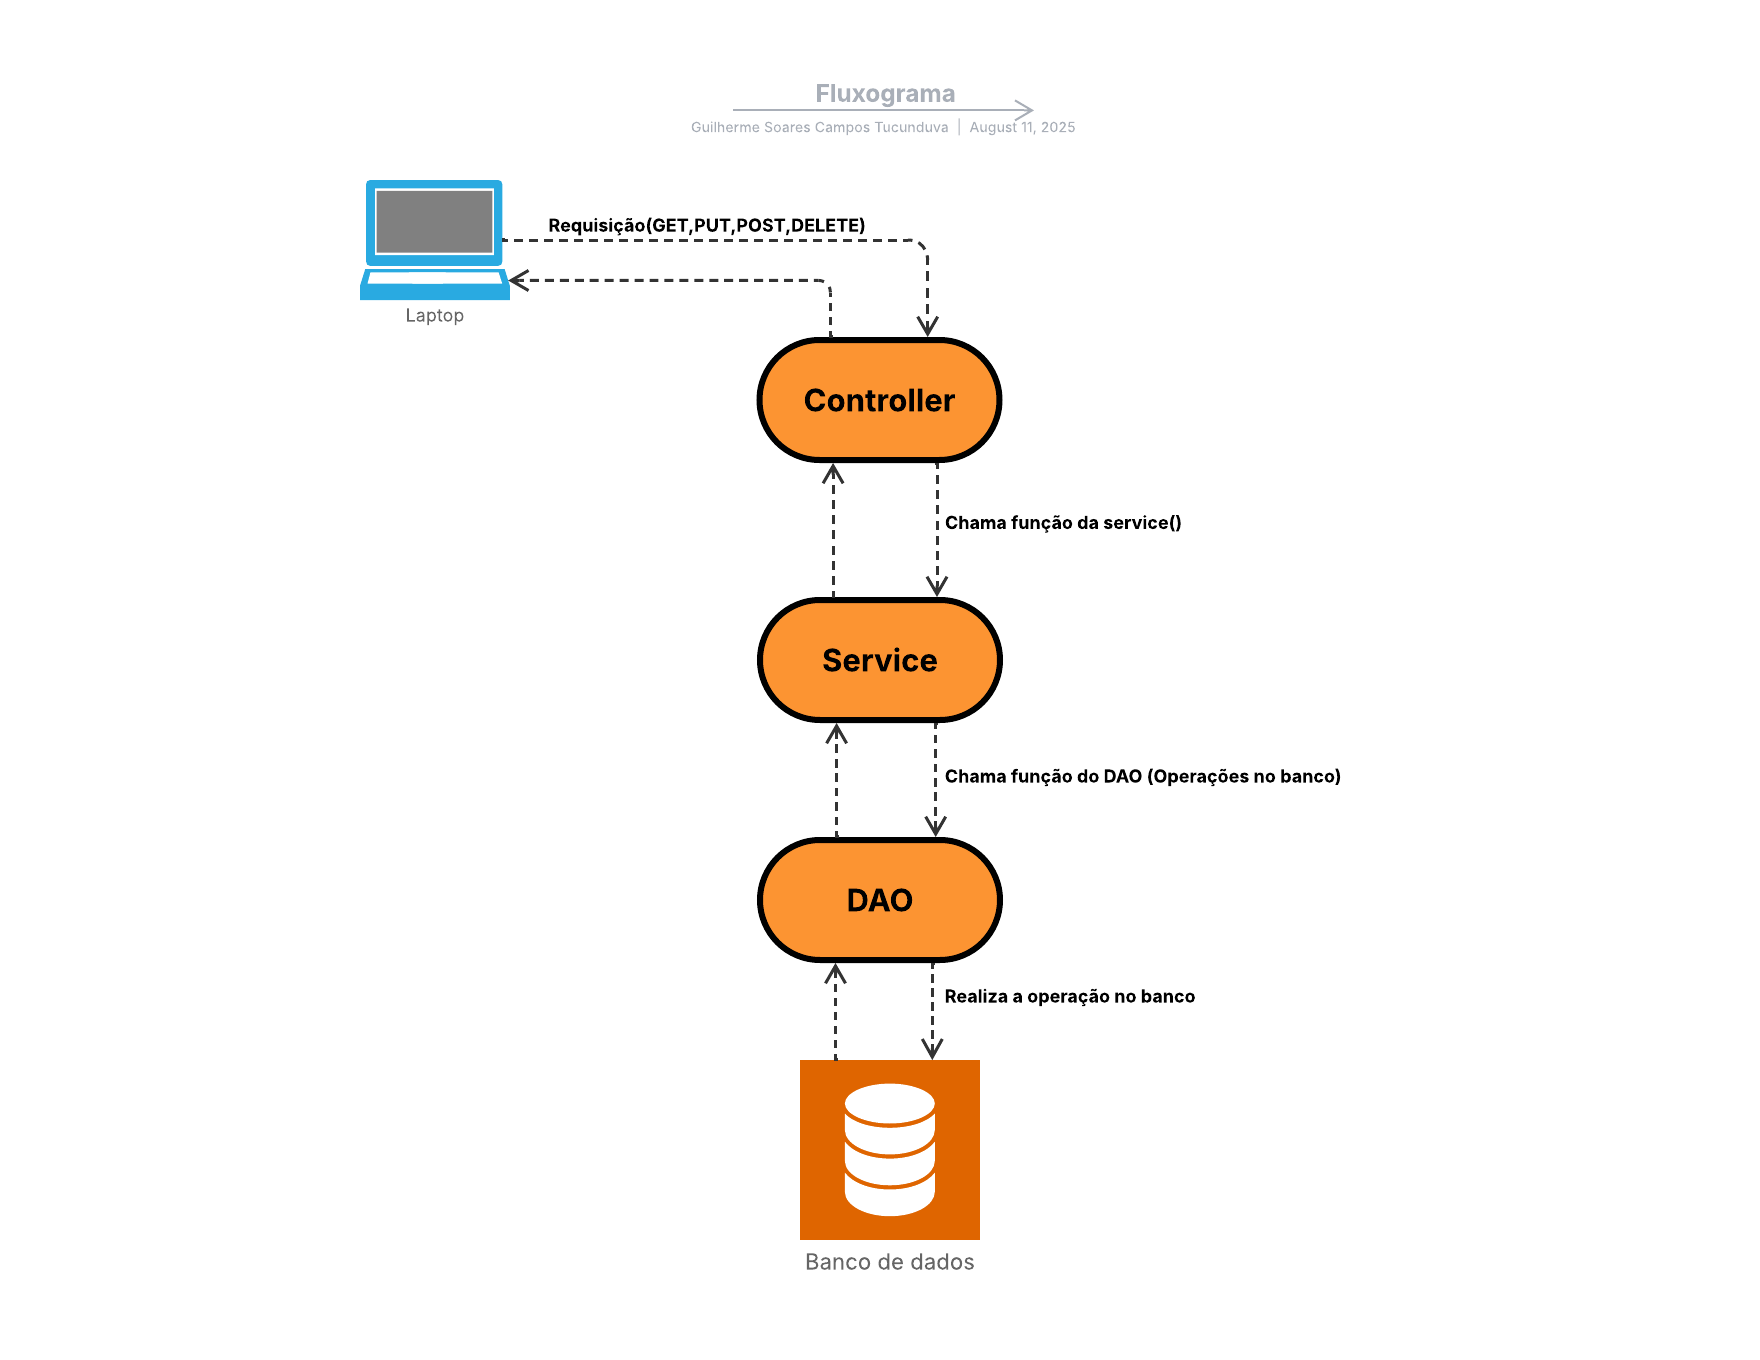 Fluxograma
Guilherme Soares Campos Tucunduva | August 11, 2025
Requisição(GET,PUT,POST,DELETE)
Laptop
Controller
Chama função da service()
Service
Chama função do DAO (Operações no banco)
DAO
Realiza a operação no banco
Banco de dados